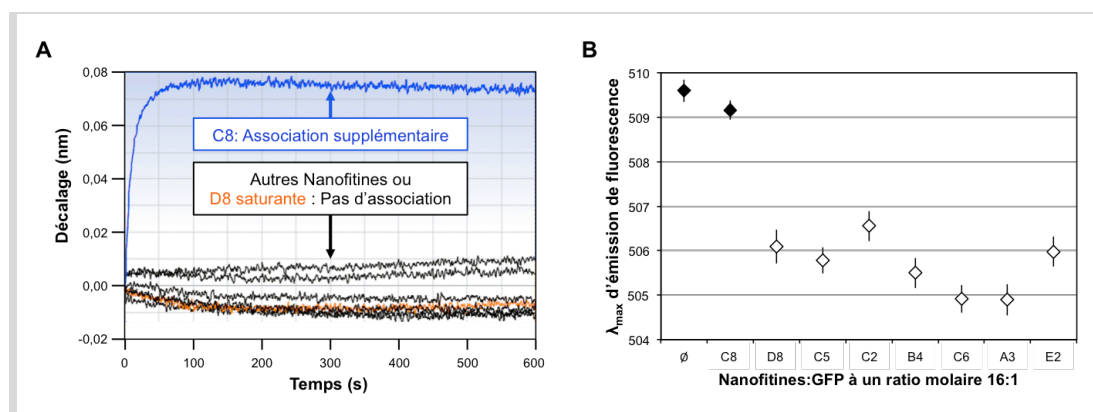 A
B
0,08
0,06
0,04
0,02
0,00
-0,02
Décalage (nm)
C8: Association supplémentaire
Autres Nanofitines ou
D8 saturante : Pas d'association
0
100
200
300
400
500
600
Temps (s)
510
509
508
507
506
505
504
λmax d'émission de fluorescence
ø
C8
D8
C5
C2
B4
C6
A3
E2
Nanofitines:GFP à un ratio molaire 16:1